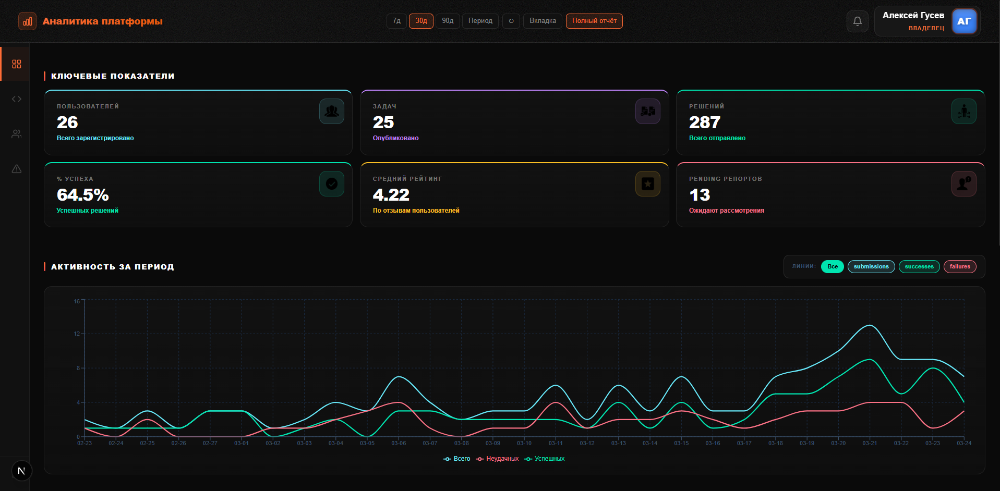 Аналитика платформы
7д 30д 90д Период ↻ Вкладка Полный отчёт
Алексей Гусев
ВЛАДЕЛЕЦ
АГ
КЛЮЧЕВЫЕ ПОКАЗАТЕЛИ
ПОЛЬЗОВАТЕЛЕЙ
26
Всего зарегистрировано
ЗАДАЧ
25
Опубликовано
РЕШЕНИЙ
287
Всего отправлено
% УСПЕХА
64.5%
Успешных решений
СРЕДНИЙ РЕЙТИНГ
4.22
По отзывам пользователей
PENDING РЕПОРТОВ
13
Ожидают рассмотрения
АКТИВНОСТЬ ЗА ПЕРИОД
ЛИНИИ: Все submissions successes failures
16
12
8
4
0
02-23 02-24 02-25 02-26 02-27 03-01 03-02 03-03 03-04 03-05 03-06 03-07 03-08 03-09 03-10 03-11 03-12 03-13 03-14 03-15 03-16 03-17 03-18 03-19 03-20 03-21 03-22 03-23 03-24
Всего Неудачных Успешных
N